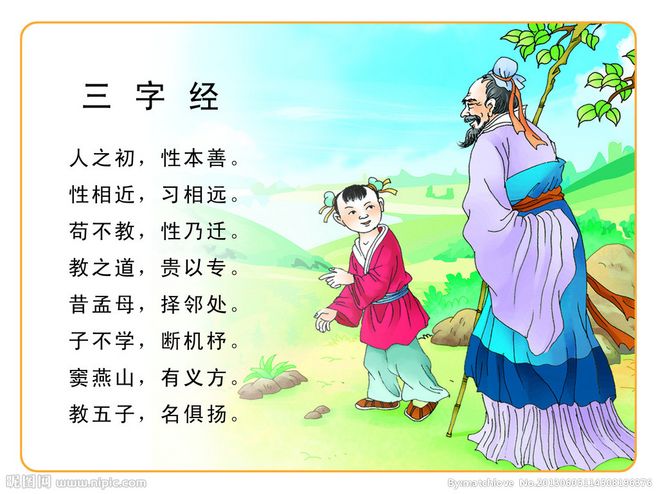 三字经
人之初，性本善。
性相近，习相远。
苟不教，性乃迁。
教之道，贵以专。
昔孟母，择邻处。
子不学，断机杼。
窦燕山，有义方。
教五子，名俱扬。
昵图网 www.nipic.com
By:matchlove No.20130605114508196376